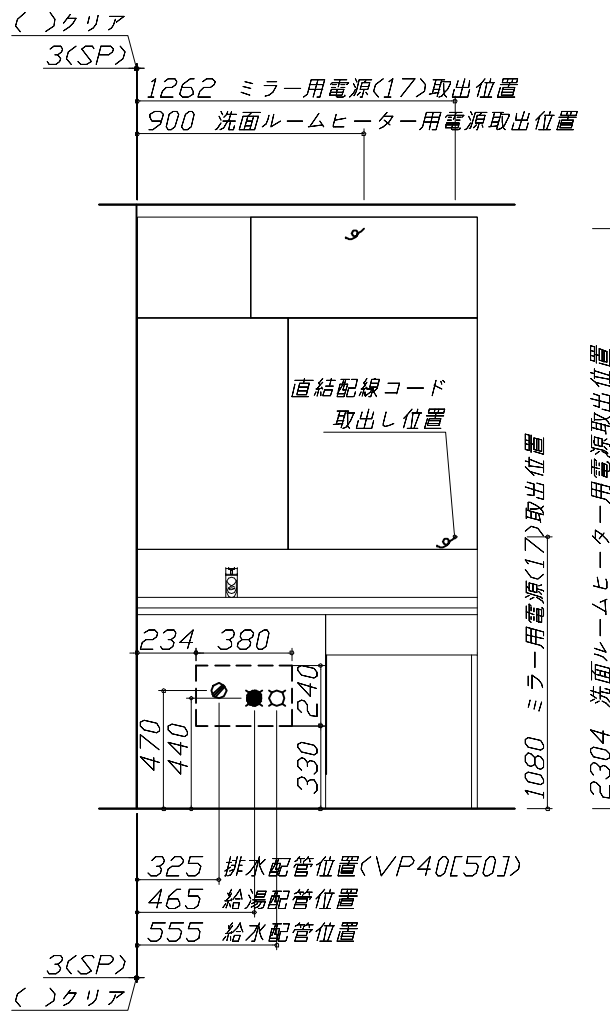 ( )クリア
3(SP)
1262 ミラー用電源(17)取出位置
900 洗面ルームヒーター用電源取出位置
直結配線コード
取出し位置
234 380
240
470
440
330
1080 ミラー用電源(17)取出位置
2304 洗面ルームヒーター用電源取出位置
325 排水配管位置(VP40[50])
465 給湯配管位置
555 給水配管位置
3(SP)
( )クリア